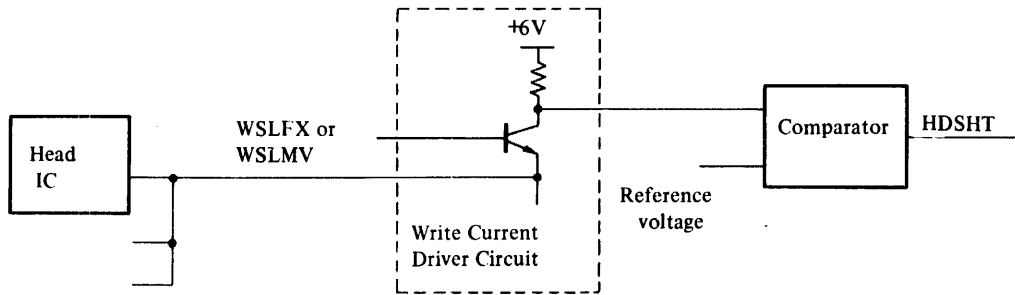 +6V
Head
IC
WSLFX or
WSLMV
Comparator
HDSHT
Reference
voltage
Write Current
Driver Circuit